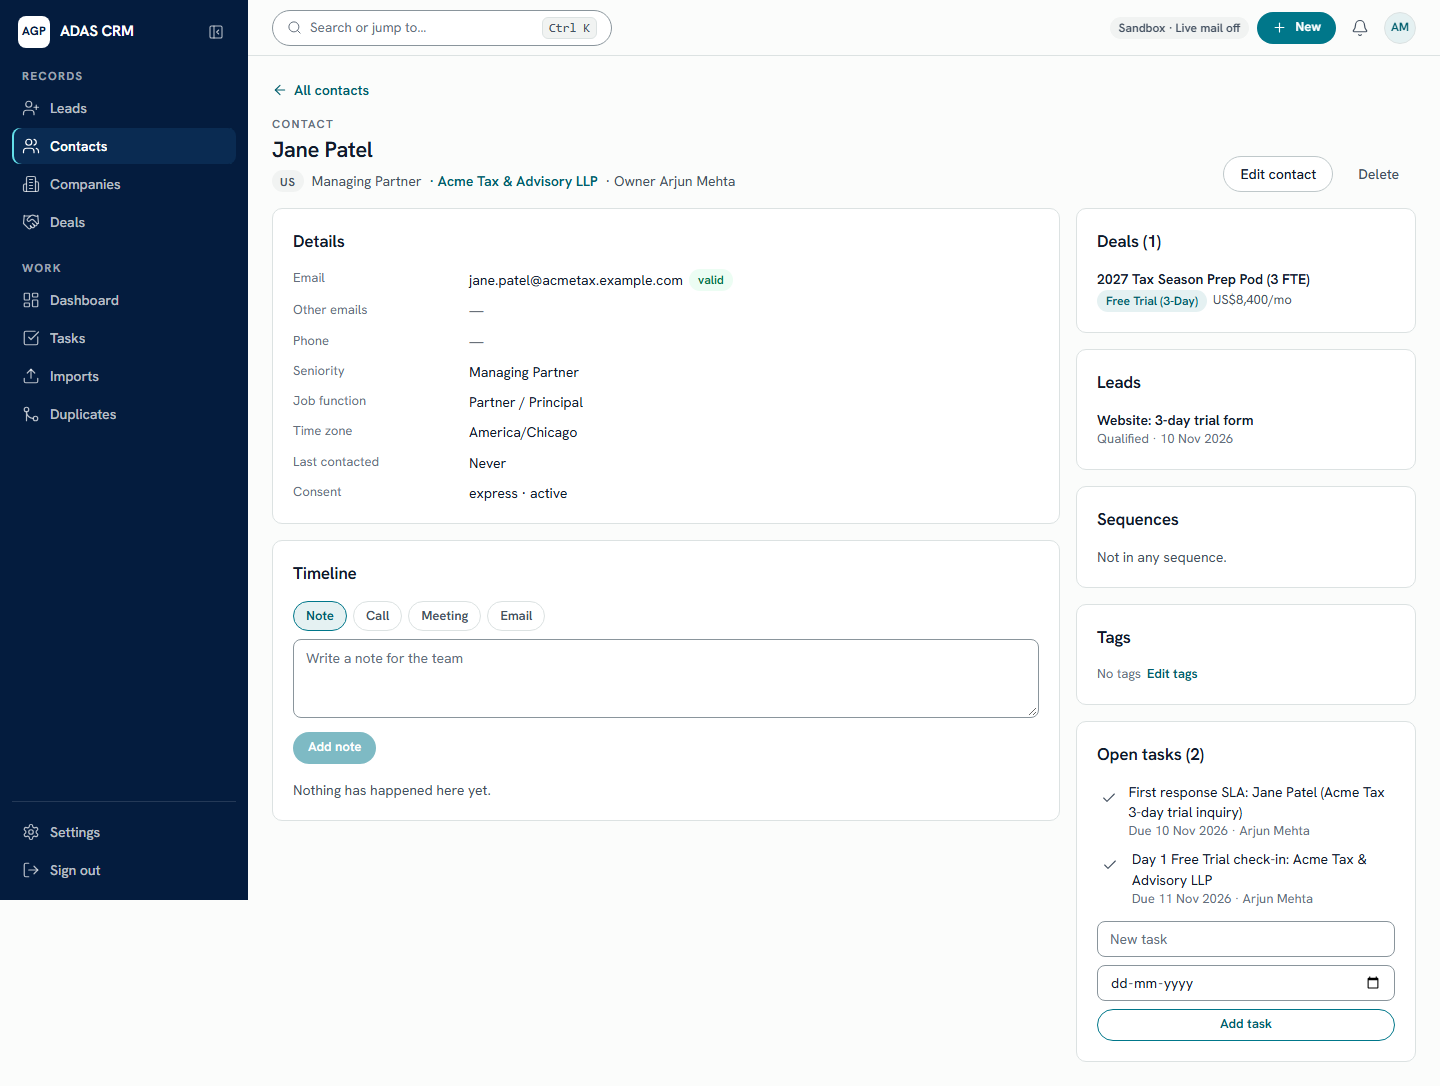 AGP
ADAS CRM
RECORDS
Leads
Contacts
Companies
Deals
WORK
Dashboard
Tasks
Imports
Duplicates
Settings
Sign out
Search or jump to...
Ctrl K
Sandbox · Live mail off
New
AM
All contacts
CONTACT
Jane Patel
US Managing Partner · Acme Tax & Advisory LLP · Owner Arjun Mehta
Edit contact
Delete
Details
Email jane.patel@acmetax.example.com valid
Other emails —
Phone —
Seniority Managing Partner
Job function Partner / Principal
Time zone America/Chicago
Last contacted Never
Consent express · active
Timeline
Note Call Meeting Email
Write a note for the team
Add note
Nothing has happened here yet.
Deals (1)
2027 Tax Season Prep Pod (3 FTE)
Free Trial (3-Day) US$8,400/mo
Leads
Website: 3-day trial form
Qualified · 10 Nov 2026
Sequences
Not in any sequence.
Tags
No tags Edit tags
Open tasks (2)
First response SLA: Jane Patel (Acme Tax
3-day trial inquiry)
Due 10 Nov 2026 · Arjun Mehta
Day 1 Free Trial check-in: Acme Tax &
Advisory LLP
Due 11 Nov 2026 · Arjun Mehta
New task
dd-mm-yyyy
Add task